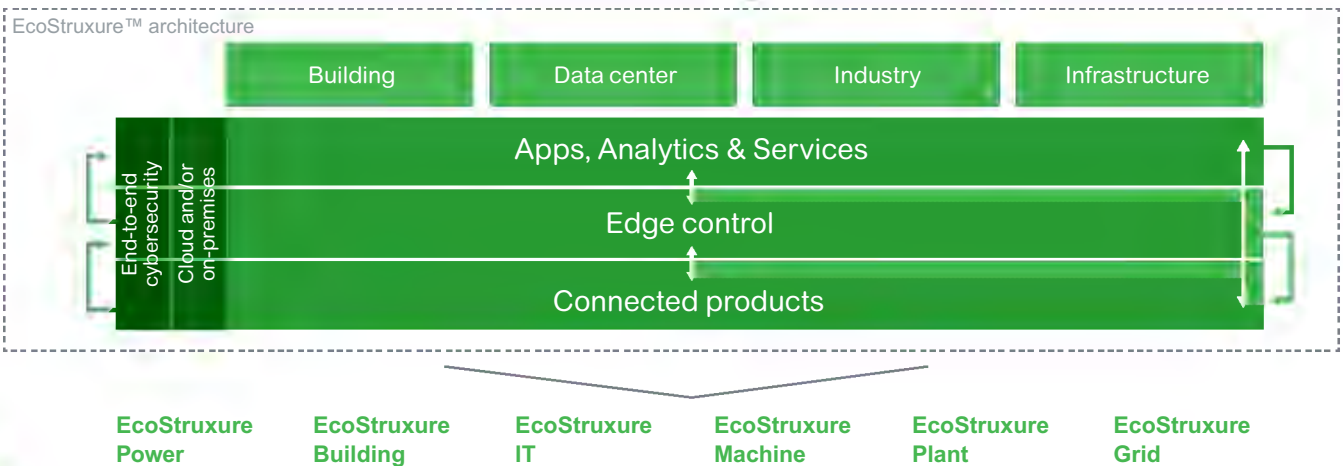 EcoStruxure™ architecture
Building
Data center
Industry
Infrastructure
End-to-end
cybersecurity
Cloud and/or
on-premises
Apps, Analytics & Services
Edge control
Connected products
EcoStruxure
Power
EcoStruxure
Building
EcoStruxure
IT
EcoStruxure
Machine
EcoStruxure
Plant
EcoStruxure
Grid